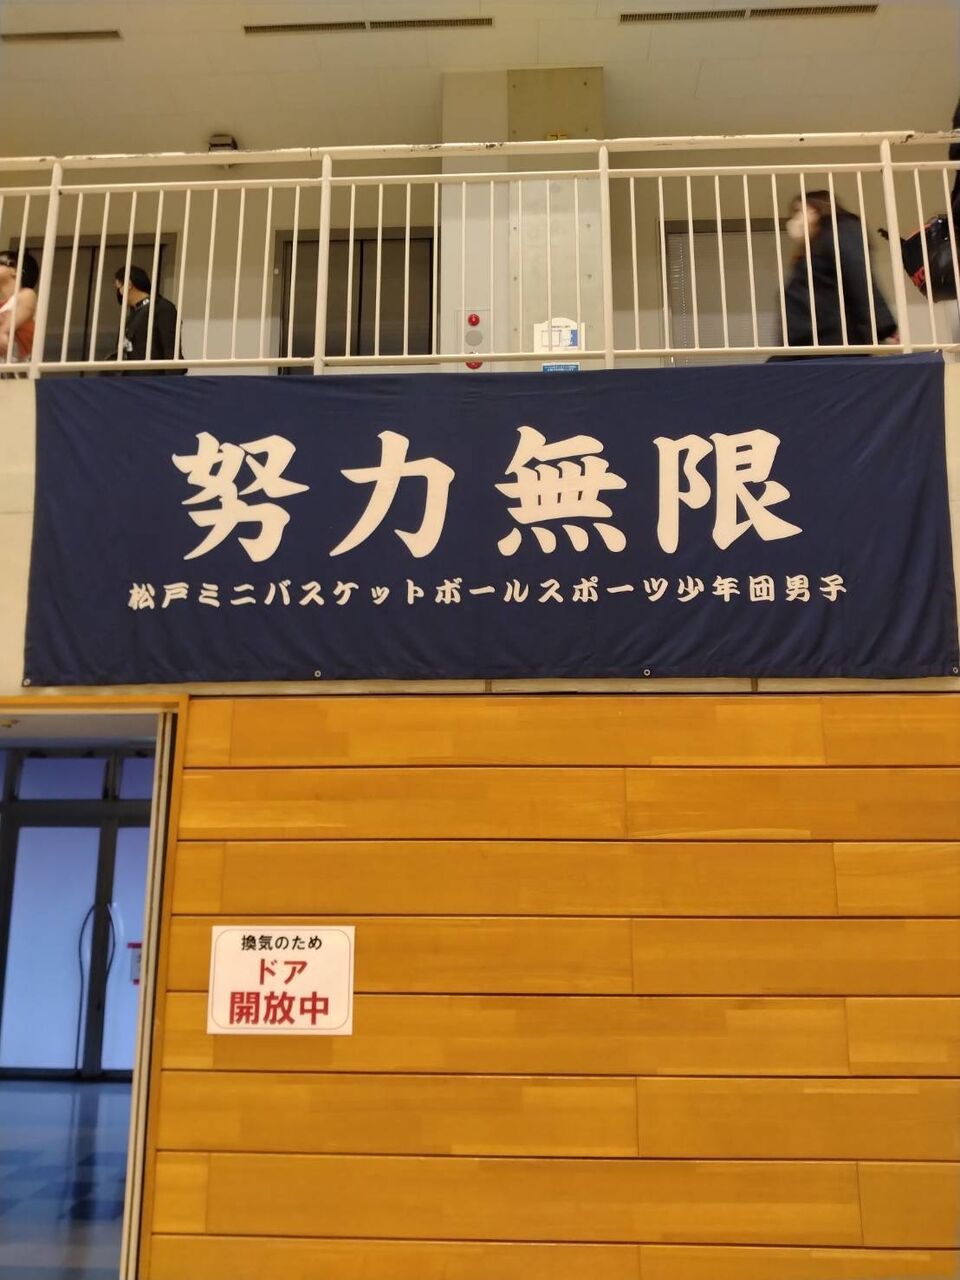 努力無限
松戸ミニバスケットボールスポーツ少年団男子
換気のため
ドア
開放中